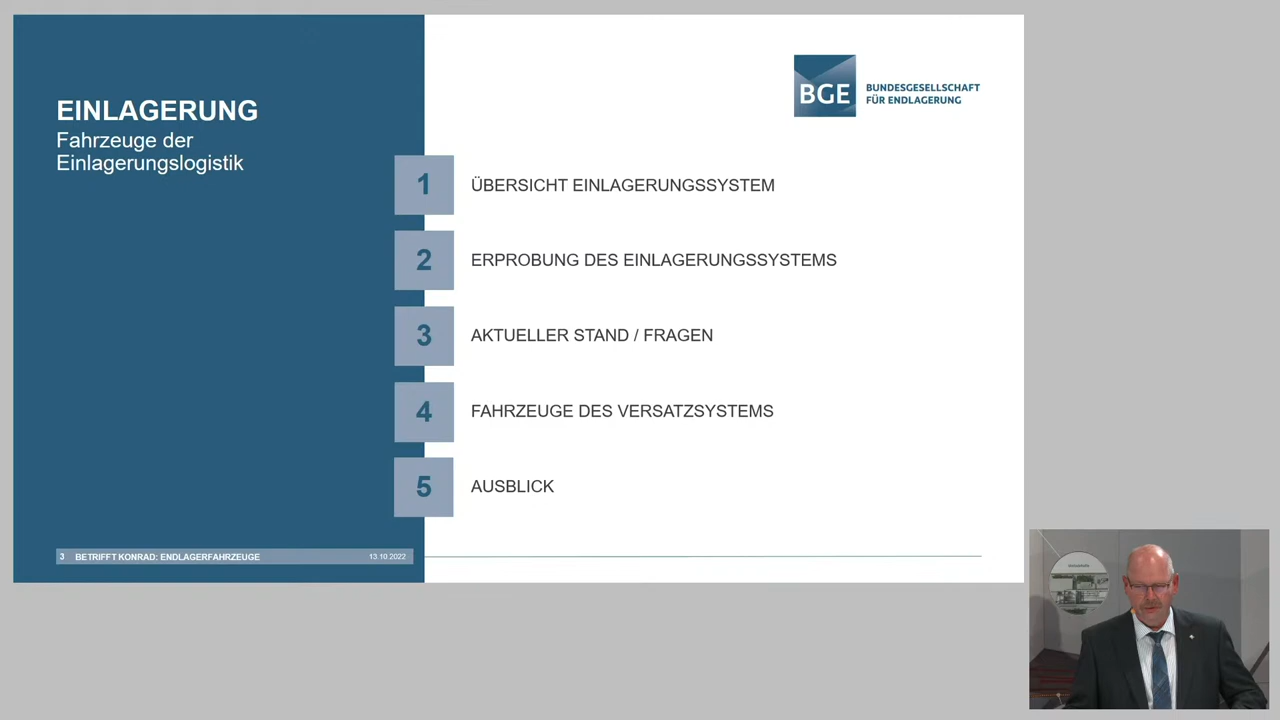 EINLAGERUNG
Fahrzeuge der
Einlagerungslogistik
BGE
BUNDESGESELLSCHAFT
FÜR ENDLAGERUNG
1 ÜBERSICHT EINLAGERUNGSSYSTEM
2 ERPROBUNG DES EINLAGERUNGSSYSTEMS
3 AKTUELLER STAND / FRAGEN
4 FAHRZEUGE DES VERSATZSYSTEMS
5 AUSBLICK
3 BETRIFFT KONRAD: ENDLAGERFAHRZEUGE 13.10.2022